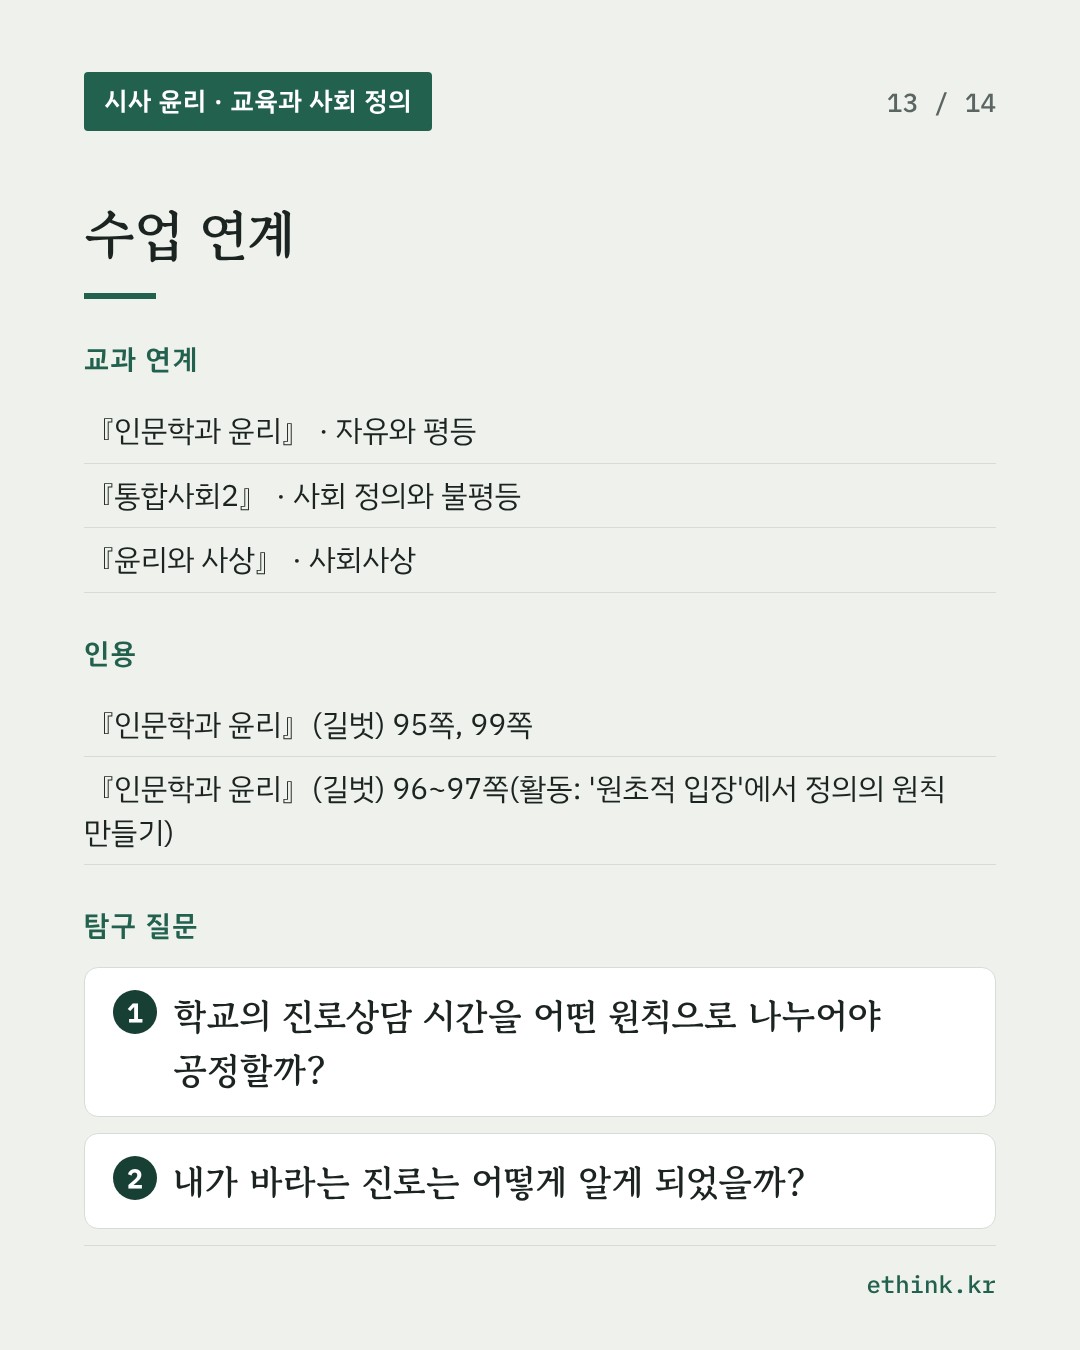 시사 윤리 · 교육과 사회 정의
13 / 14
수업 연계
교과 연계
『인문학과 윤리』 · 자유와 평등
『통합사회2』 · 사회 정의와 불평등
『윤리와 사상』 · 사회사상
인용
『인문학과 윤리』(길벗) 95쪽, 99쪽
『인문학과 윤리』(길벗) 96~97쪽(활동: '원초적 입장'에서 정의의 원칙
만들기)
탐구 질문
1 학교의 진로상담 시간을 어떤 원칙으로 나누어야
공정할까?
2 내가 바라는 진로는 어떻게 알게 되었을까?
ethink.kr